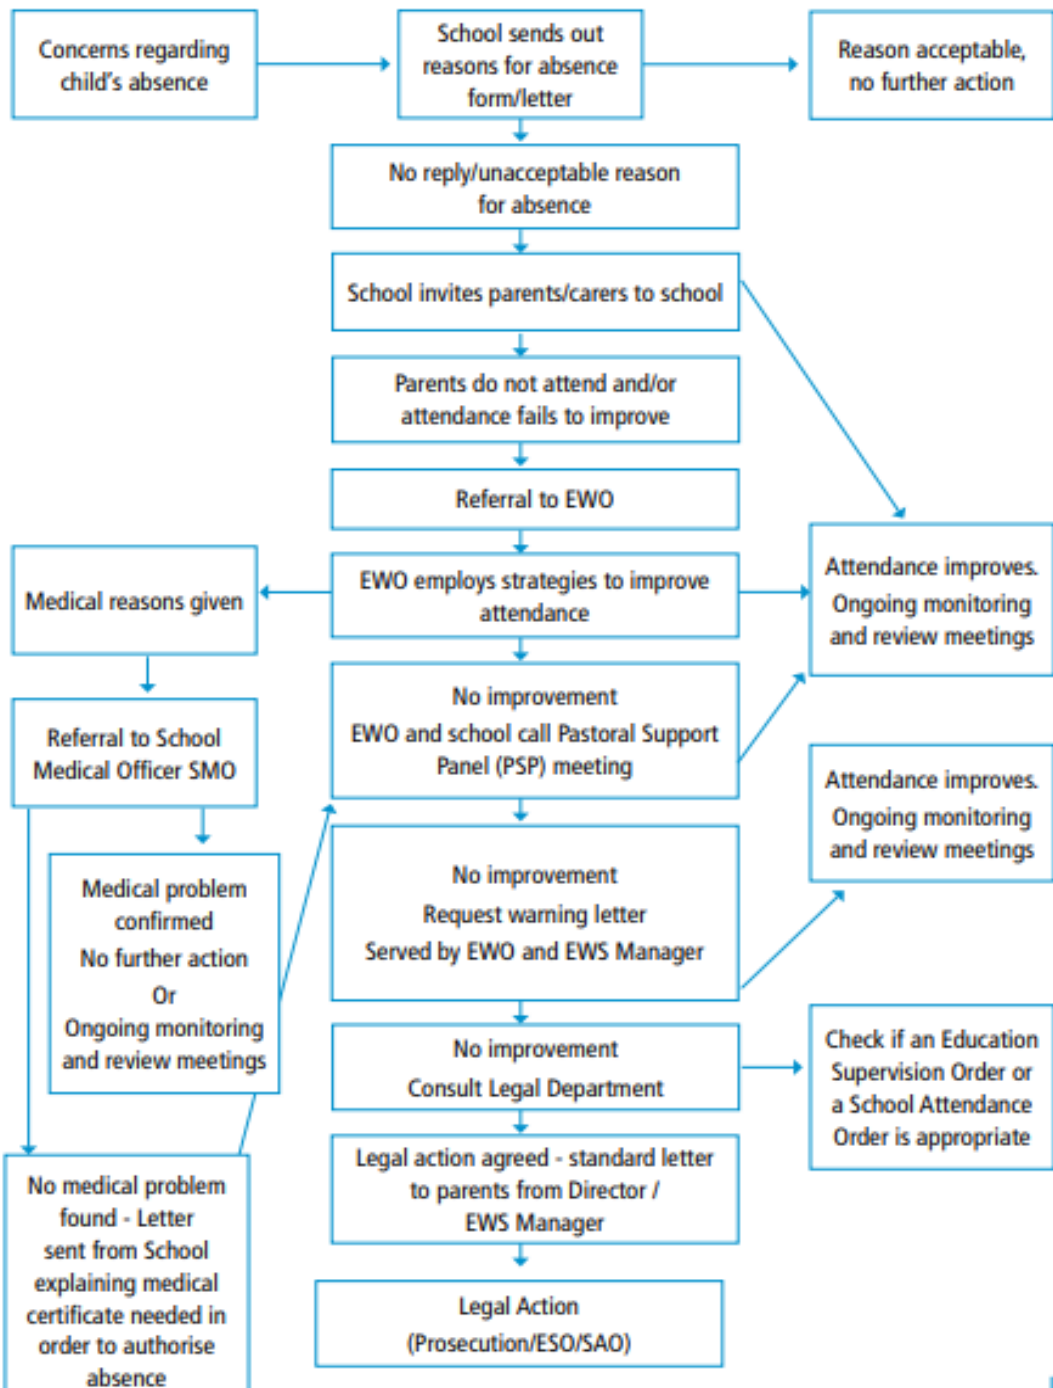 Concerns regarding
child's absence
School sends out
reasons for absence
form/letter
Reason acceptable,
no further action
No reply/unacceptable reason
for absence
School invites parents/carers to school
Parents do not attend and/or
attendance fails to improve
Referral to EWO
EWO employs strategies to improve
attendance
Medical reasons given
Attendance improves.
Ongoing monitoring
and review meetings
No improvement
EWO and school call Pastoral Support
Panel (PSP) meeting
Referral to School
Medical Officer SMO
Attendance improves.
Ongoing monitoring
and review meetings
No improvement
Request warning letter
Served by EWO and EWS Manager
Medical problem
confirmed
No further action
Or
Ongoing monitoring
and review meetings
No improvement
Consult Legal Department
Check if an Education
Supervision Order or
a School Attendance
Order is appropriate
Legal action agreed - standard letter
to parents from Director /
EWS Manager
No medical problem
found - Letter
sent from School
explaining medical
certificate needed in
order to authorise
absence
Legal Action
(Prosecution/ESO/SAO)